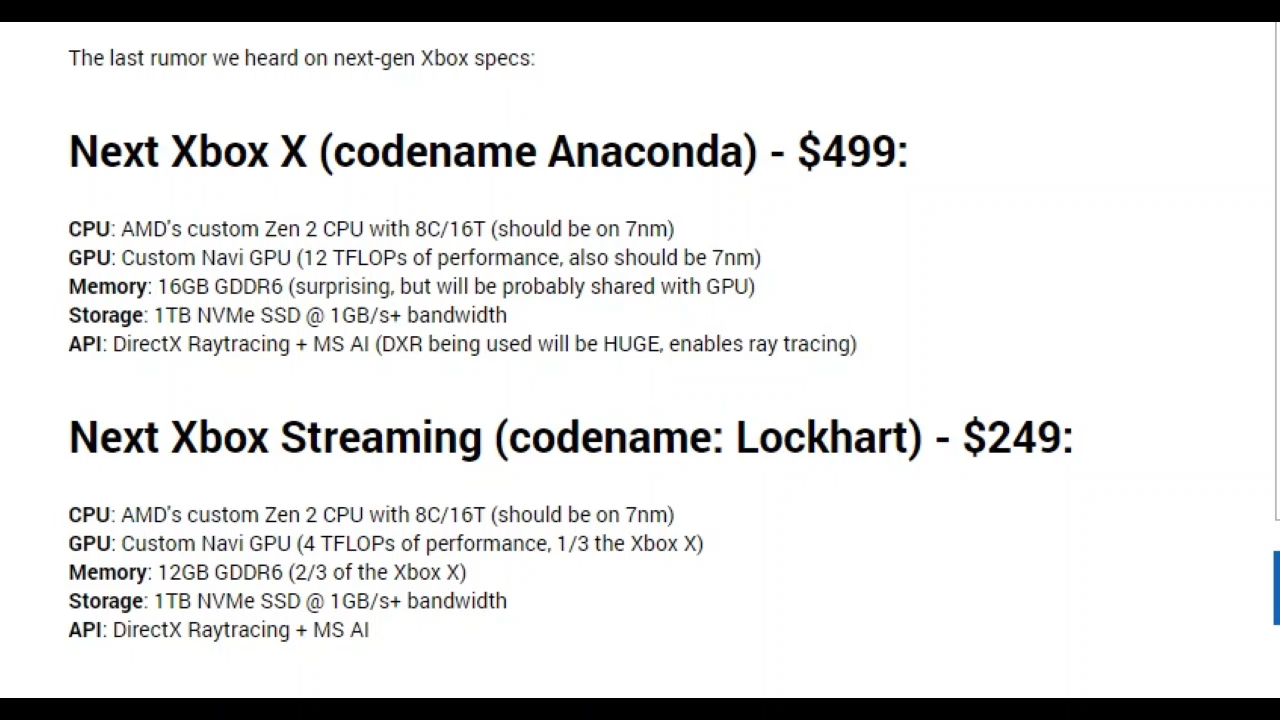 The last rumor we heard on next-gen Xbox specs:
Next Xbox X (codename Anaconda) - $499:
CPU: AMD's custom Zen 2 CPU with 8C/16T (should be on 7nm)
GPU: Custom Navi GPU (12 TFLOPs of performance, also should be 7nm)
Memory: 16GB GDDR6 (surprising, but will be probably shared with GPU)
Storage: 1TB NVMe SSD @ 1GB/s+ bandwidth
API: DirectX Raytracing + MS AI (DXR being used will be HUGE, enables ray tracing)
Next Xbox Streaming (codename: Lockhart) - $249:
CPU: AMD's custom Zen 2 CPU with 8C/16T (should be on 7nm)
GPU: Custom Navi GPU (4 TFLOPs of performance, 1/3 the Xbox X)
Memory: 12GB GDDR6 (2/3 of the Xbox X)
Storage: 1TB NVMe SSD @ 1GB/s+ bandwidth
API: DirectX Raytracing + MS AI